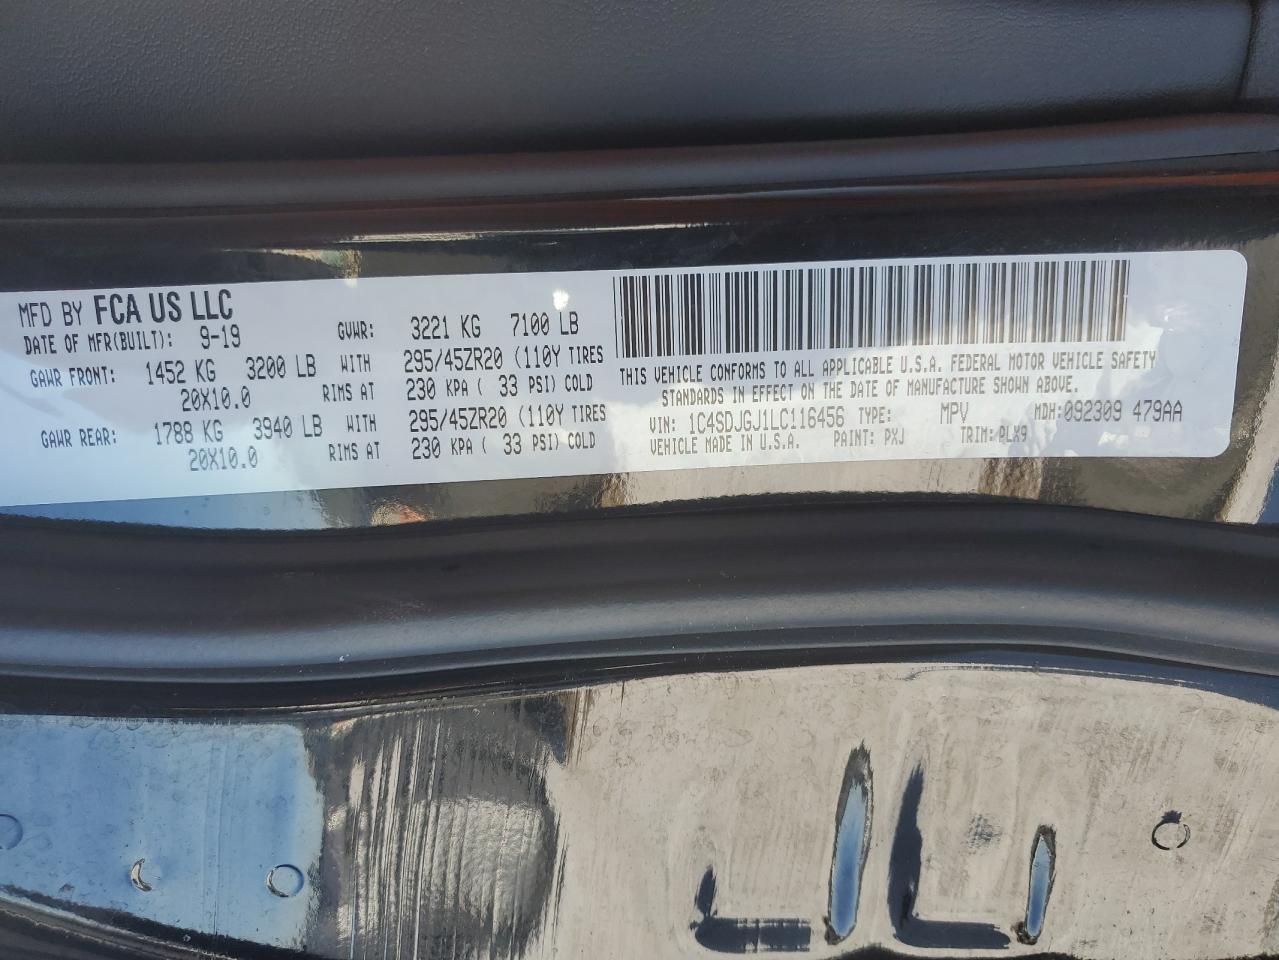 MFD BY FCA US LLC
DATE OF MFR(BUILT): 9-19 GVWR: 3221 KG 7100 LB
GAWR FRONT: 1452 KG 3200 LB WITH 295/45ZR20 (110Y TIRES
20X10.0 RIMS AT 230 KPA ( 33 PSI) COLD
GAWR REAR: 1788 KG 3940 LB WITH 295/45ZR20 (110Y TIRES
20X10.0 RIMS AT 230 KPA ( 33 PSI) COLD
THIS VEHICLE CONFORMS TO ALL APPLICABLE U.S.A. FEDERAL MOTOR VEHICLE SAFETY
STANDARDS IN EFFECT ON THE DATE OF MANUFACTURE SHOWN ABOVE.
VIN: 1C4SDJGJ1LC116456 TYPE: MPV MDH:092309 479AA
VEHICLE MADE IN U.S.A. PAINT: PXJ TRIM:PLX9